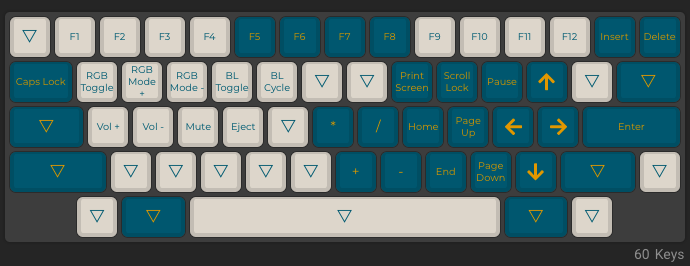 ▽ F1 F2 F3 F4 F5 F6 F7 F8 F9 F10 F11 F12 Insert Delete
Caps Lock RGB Toggle RGB Mode + RGB Mode - BL Toggle BL Cycle ▽ ▽ Print Screen Scroll Lock Pause ↑ ▽ ▽
▽ Vol + Vol - Mute Eject ▽ * / Home Page Up ← → Enter
▽ ▽ ▽ ▽ ▽ ▽ + - End Page Down ↓ ▽ ▽
▽ ▽ ▽ ▽ ▽
60 Keys